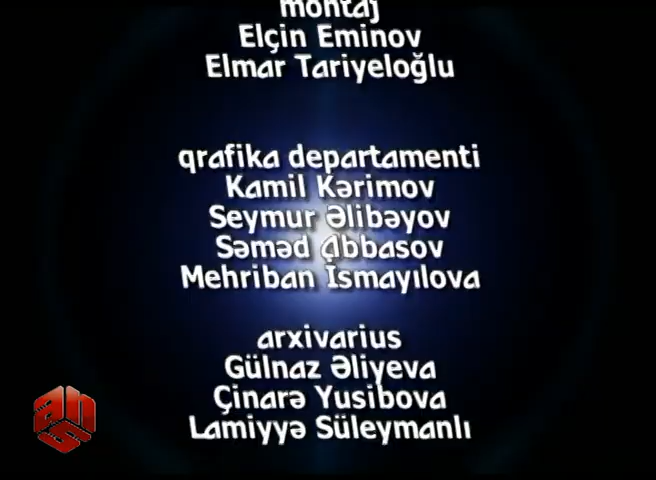 montaj
Elçin Eminov
Elmar Tariyeloğlu
qrafika departamenti
Kamil Kərimov
Seymur Əlibəyov
Səməd Abbasov
Mehriban İsmayılova
arxivarius
Gülnaz Əliyeva
Çinarə Yusibova
Lamiyyə Süleymanlı
ans